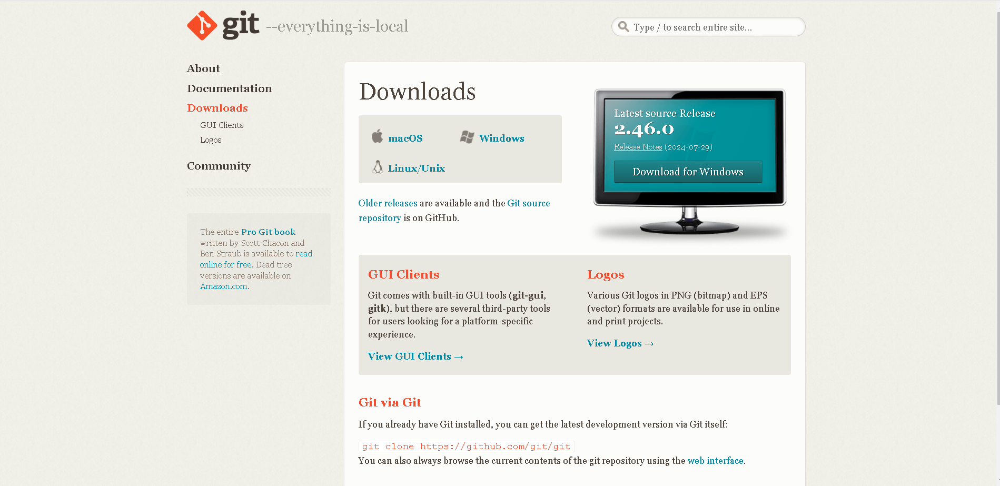 git --everything-is-local
Type / to search entire site...
About
Documentation
Downloads
GUI Clients
Logos
Community
The entire Pro Git book
written by Scott Chacon and
Ben Straub is available to read
online for free. Dead tree
versions are available on
Amazon.com.
Downloads
macOS
Windows
Linux/Unix
Older releases are available and the Git source
repository is on GitHub.
Latest source Release
2.46.0
Release Notes (2024-07-29)
Download for Windows
GUI Clients
Git comes with built-in GUI tools (git-gui,
gitk), but there are several third-party tools
for users looking for a platform-specific
experience.
View GUI Clients →
Logos
Various Git logos in PNG (bitmap) and EPS
(vector) formats are available for use in online
and print projects.
View Logos →
Git via Git
If you already have Git installed, you can get the latest development version via Git itself:
git clone https://github.com/git/git
You can also always browse the current contents of the git repository using the web interface.